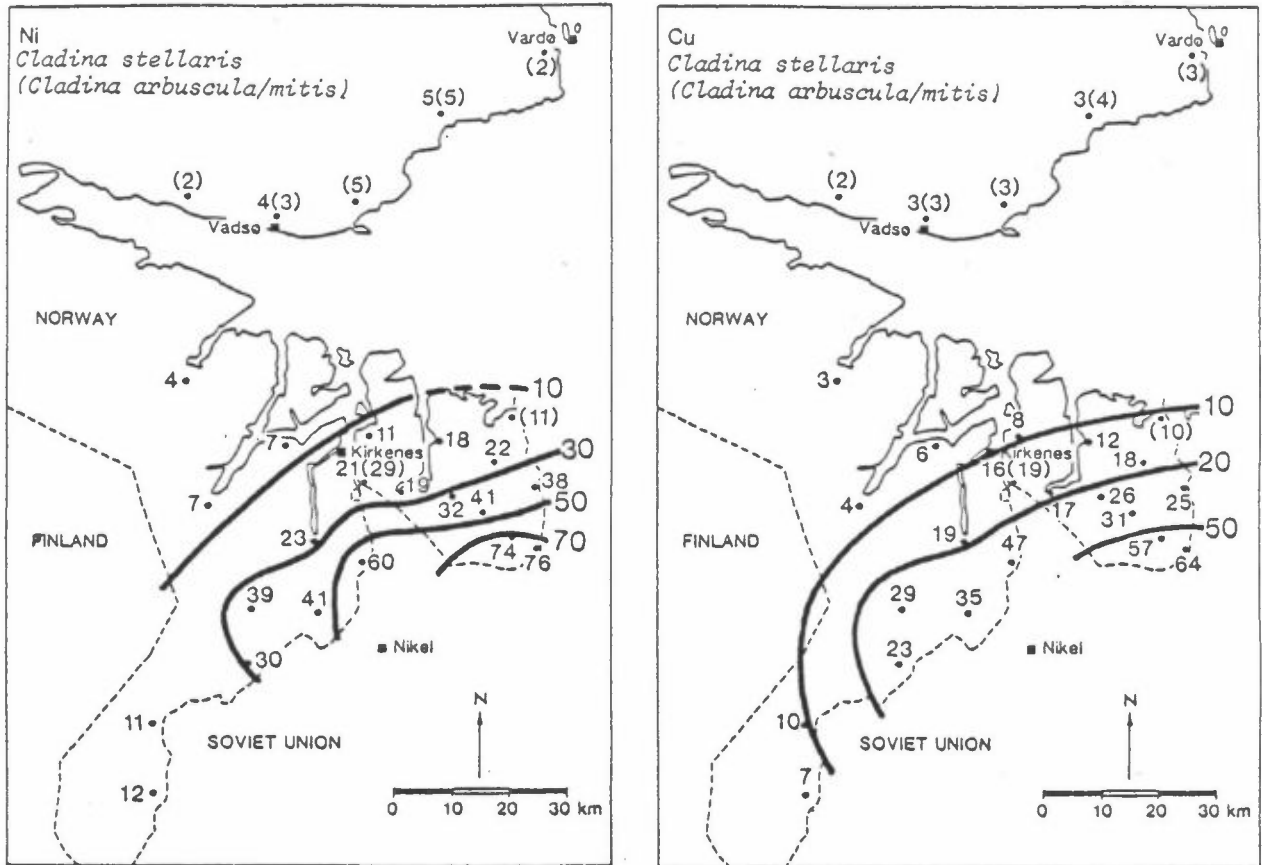 Ni
Cladina stellaris
(Cladina arbuscula/mitis)
Vardø
(2)
5(5)
(2)
4(3)
(5)
Vadsø
NORWAY
4
10
(11)
7
11
18
Kirkenes
22
30
21(29)
19
38
7
32
41
50
FINLAND
23
74
70
76
60
39
41
Nikel
30
N
11
SOVIET UNION
12
0 10 20 30 km
Cu
Cladina stellaris
(Cladina arbuscula/mitis)
Vardø
(3)
3(4)
(2)
3(3)
(3)
Vadsø
NORWAY
3
10
8
(10)
6
12
Kirkenes
18
20
16(19)
17
26
25
4
31
50
FINLAND
19
57
47
64
29
35
Nikel
23
N
10
SOVIET UNION
7
0 10 20 30 km